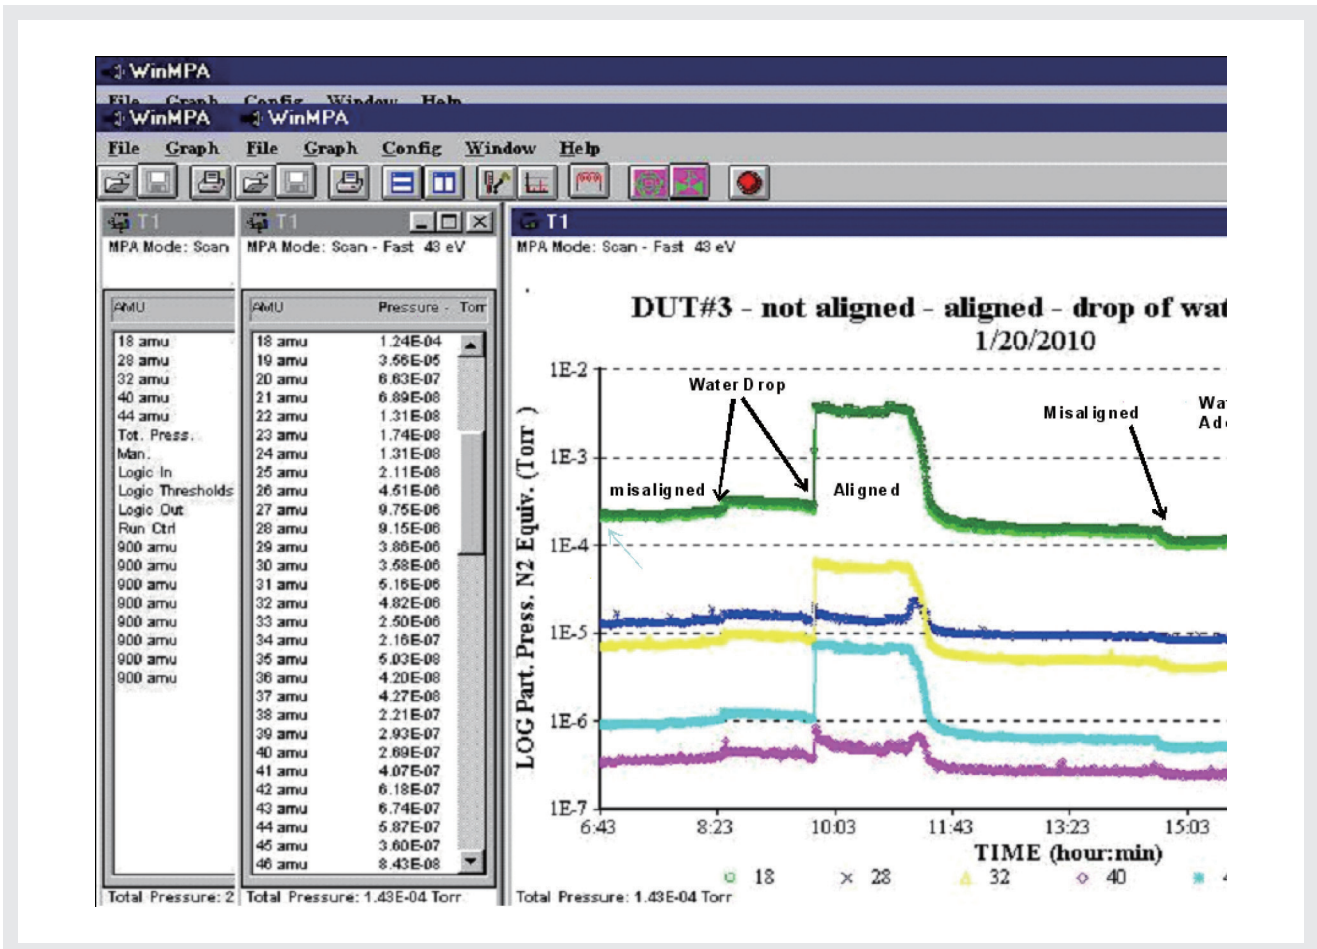 WinMPA
File Graph Config Window Help
WinMPA WinMPA
File Graph File Graph Config Window Help
T1
MPA Mode: Scan
AMU
18 amu
28 amu
32 amu
40 amu
44 amu
Tot. Press.
Man.
Logic In
Logic Thresholds
Logic Out
Run Ctrl
900 amu
900 amu
900 amu
900 amu
900 amu
900 amu
900 amu
900 amu
Total Pressure: 2
T1
MPA Mode: Scan - Fast 43 eV
AMU Pressure - Torr
18 amu 1.24E-04
19 amu 3.56E-05
20 amu 6.63E-07
21 amu 6.89E-08
22 amu 1.31E-08
23 amu 1.74E-08
24 amu 1.31E-08
25 amu 2.11E-08
26 amu 4.51E-06
27 amu 9.75E-06
28 amu 9.15E-06
29 amu 3.86E-06
30 amu 3.58E-06
31 amu 5.16E-06
32 amu 4.82E-06
33 amu 2.50E-06
34 amu 2.16E-07
35 amu 5.03E-08
36 amu 4.20E-08
37 amu 4.27E-08
38 amu 2.21E-07
39 amu 2.93E-07
40 amu 2.69E-07
41 amu 4.07E-07
42 amu 6.18E-07
43 amu 6.74E-07
44 amu 5.87E-07
45 amu 3.60E-07
46 amu 8.43E-08
Total Pressure: 1.43E-04 Torr
T1
MPA Mode: Scan - Fast 43 eV
DUT#3 - not aligned - aligned - drop of wat
1/20/2010
LOG Part. Press. N2 Equiv. (Torr )
1E-2
1E-3
1E-4
1E-5
1E-6
1E-7
Water Drop
Misaligned
Wa
Ad
misaligned
Aligned
6:43 8:23 10:03 11:43 13:23 15:03
TIME (hour:min)
18 28 32 40 4
Total Pressure: 1.43E-04 Torr